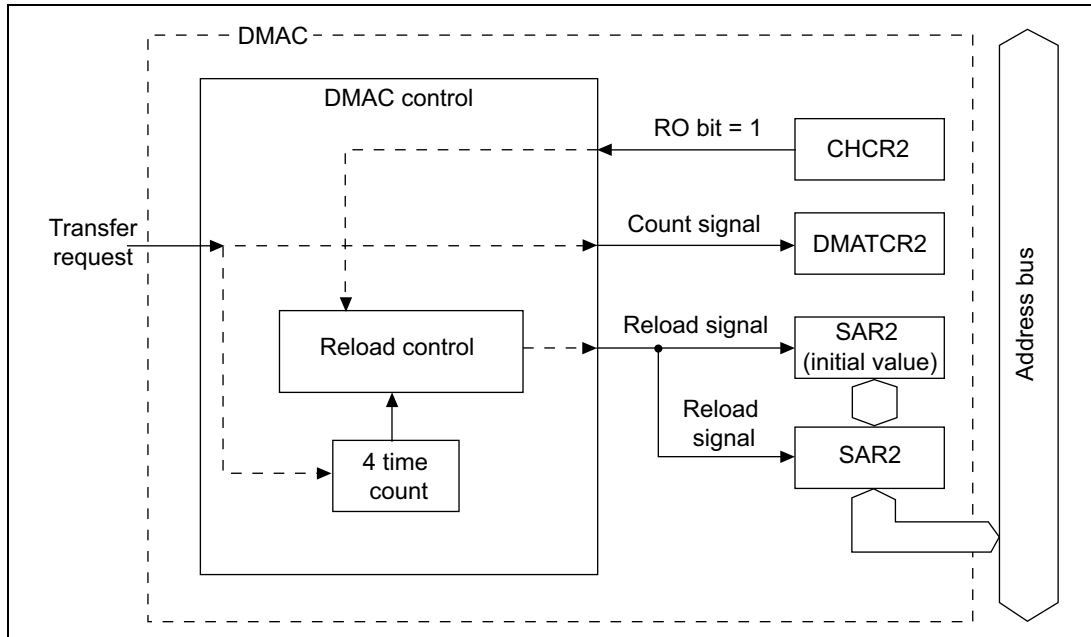 DMAC
DMAC control
RO bit = 1
CHCR2
Transfer
request
Count signal
DMATCR2
Reload control
Reload signal
SAR2
(initial value)
Reload
signal
SAR2
4 time
count
Address bus